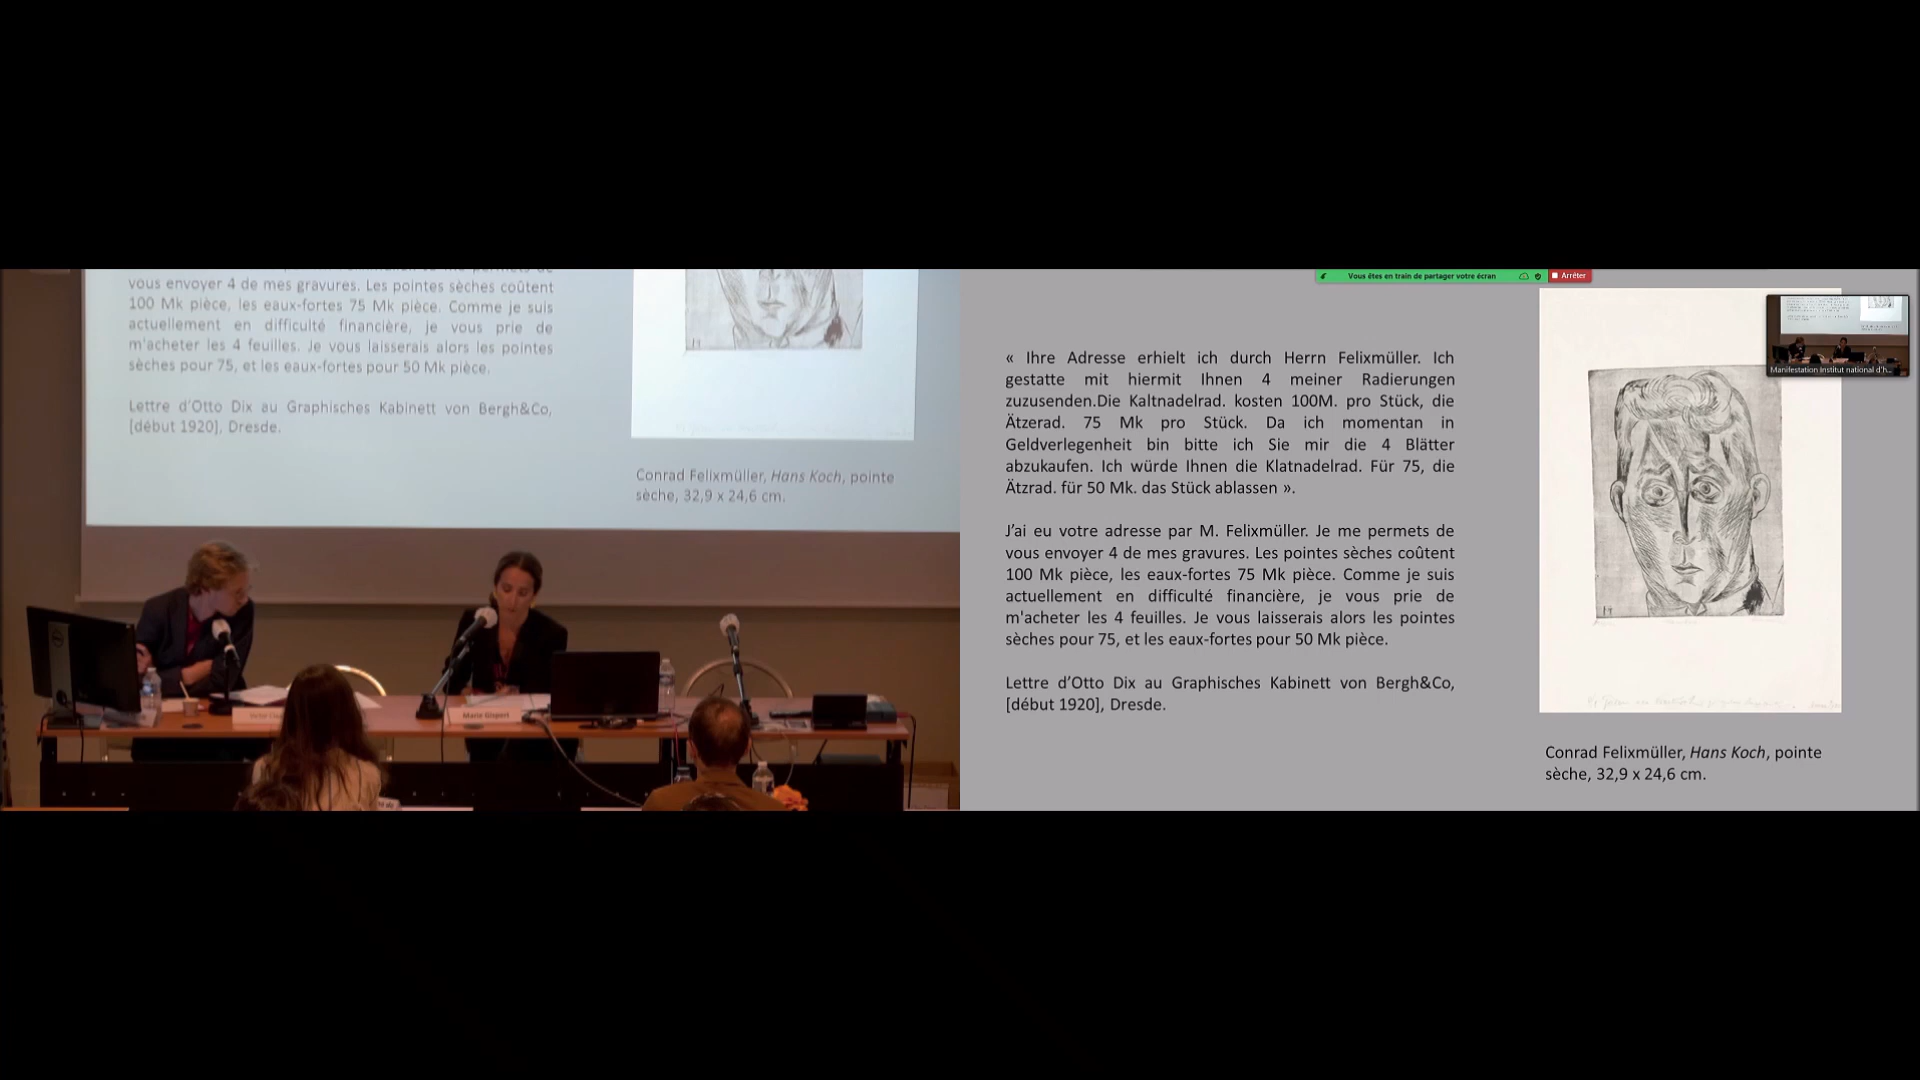 vous envoyer 4 de mes gravures. Les pointes sèches coûtent
100 Mk pièce, les eaux-fortes 75 Mk pièce. Comme je suis
actuellement en difficulté financière, je vous prie de
m'acheter les 4 feuilles. Je vous laisserais alors les pointes
sèches pour 75, et les eaux-fortes pour 50 Mk pièce.
Lettre d'Otto Dix au Graphisches Kabinett von Bergh&Co,
[début 1920], Dresde.
Conrad Felixmüller, Hans Koch, pointe
sèche, 32,9 x 24,6 cm.
Marie Gispert
Vous êtes en train de partager votre écran
Arrêter
Manifestation Institut national d'h...
« Ihre Adresse erhielt ich durch Herrn Felixmüller. Ich
gestatte mit hiermit Ihnen 4 meiner Radierungen
zuzusenden.Die Kaltnadelrad. kosten 100M. pro Stück, die
Ätzerad. 75 Mk pro Stück. Da ich momentan in
Geldverlegenheit bin bitte ich Sie mir die 4 Blätter
abzukaufen. Ich würde Ihnen die Klatnadelrad. Für 75, die
Ätzrad. für 50 Mk. das Stück ablassen ».
J'ai eu votre adresse par M. Felixmüller. Je me permets de
vous envoyer 4 de mes gravures. Les pointes sèches coûtent
100 Mk pièce, les eaux-fortes 75 Mk pièce. Comme je suis
actuellement en difficulté financière, je vous prie de
m'acheter les 4 feuilles. Je vous laisserais alors les pointes
sèches pour 75, et les eaux-fortes pour 50 Mk pièce.
Lettre d'Otto Dix au Graphisches Kabinett von Bergh&Co,
[début 1920], Dresde.
Conrad Felixmüller, Hans Koch, pointe
sèche, 32,9 x 24,6 cm.